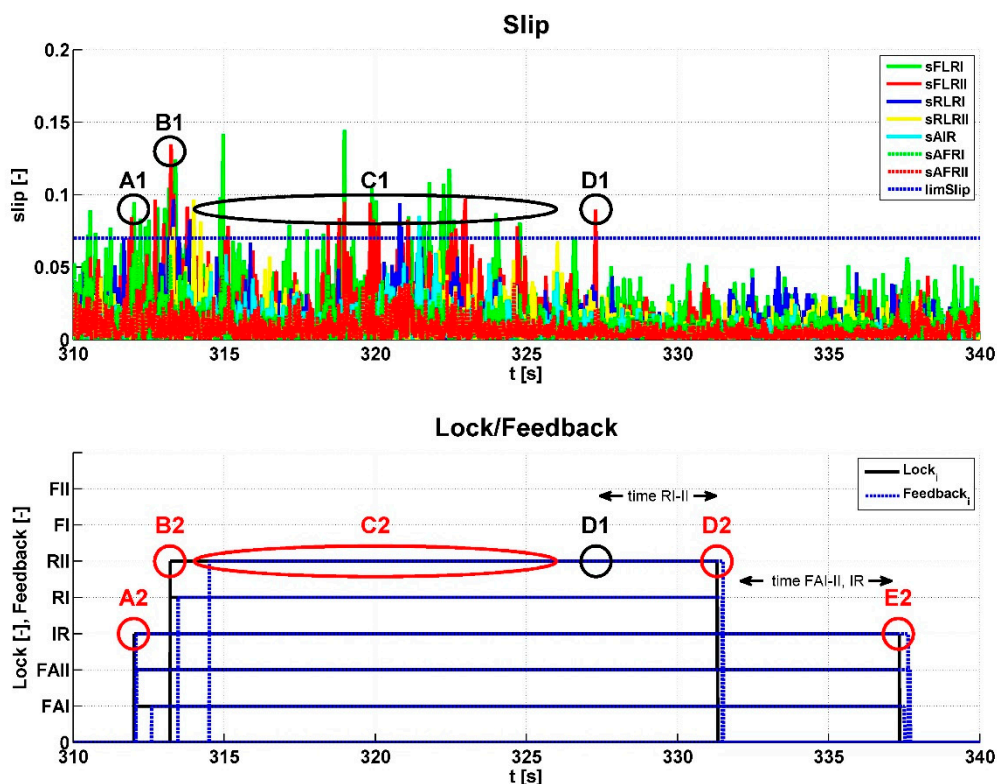 Slip
slip [-]
0.2
0.15
0.1
0.05
0
310
315
320
325
330
335
340
t [s]
A1
B1
C1
D1
sFLRI
sFLRII
sRLRI
sRLRII
sAIR
sAFRI
sAFRII
limSlip
Lock/Feedback
Lock [-], Feedback [-]
FII
FI
RII
RI
IR
FAII
FAI
0
310
315
320
325
330
335
340
t [s]
A2
B2
C2
D1
D2
E2
time RI-II
time FAI-II, IR
Lock_i
Feedback_i